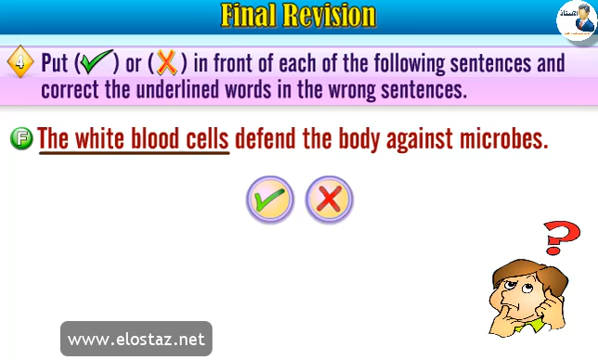 Final Revision
الأستاذ
4 Put (✓) or (✗) in front of each of the following sentences and
correct the underlined words in the wrong sentences.
F The white blood cells defend the body against microbes.
?
www.elostaz.net